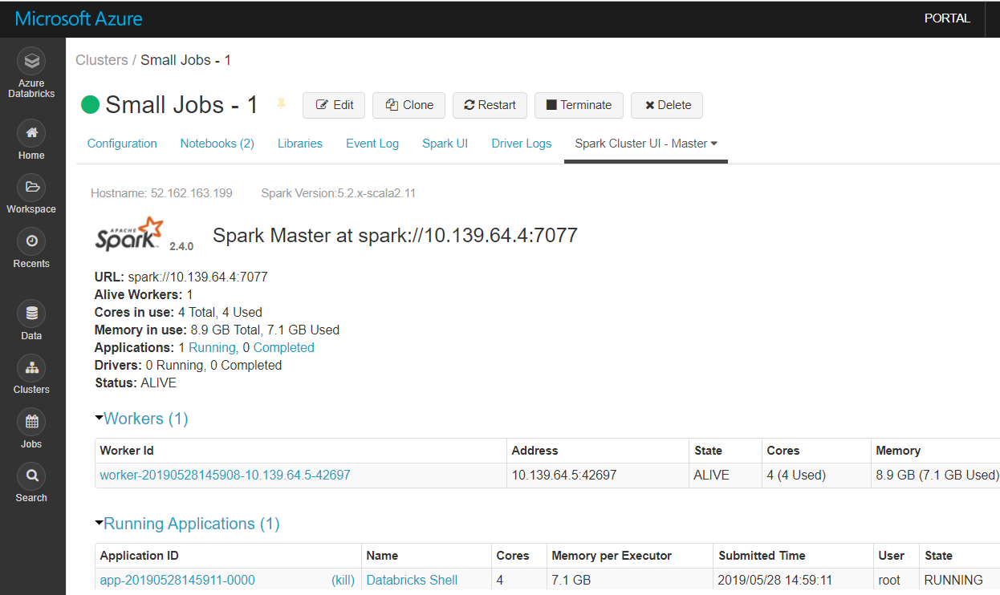 Microsoft Azure
PORTAL
Azure
Databricks
Home
Workspace
Recents
Data
Clusters
Jobs
Search
Clusters / Small Jobs - 1
Small Jobs - 1
Edit Clone Restart Terminate Delete
Configuration Notebooks (2) Libraries Event Log Spark UI Driver Logs Spark Cluster UI - Master
Hostname: 52.162.163.199 Spark Version:5.2.x-scala2.11
APACHE
Spark 2.4.0 Spark Master at spark://10.139.64.4:7077
URL: spark://10.139.64.4:7077
Alive Workers: 1
Cores in use: 4 Total, 4 Used
Memory in use: 8.9 GB Total, 7.1 GB Used
Applications: 1 Running, 0 Completed
Drivers: 0 Running, 0 Completed
Status: ALIVE
Workers (1)
Worker Id Address State Cores Memory
worker-20190528145908-10.139.64.5-42697 10.139.64.5:42697 ALIVE 4 (4 Used) 8.9 GB (7.1 GB Used)
Running Applications (1)
Application ID Name Cores Memory per Executor Submitted Time User State
app-20190528145911-0000 (kill) Databricks Shell 4 7.1 GB 2019/05/28 14:59:11 root RUNNING